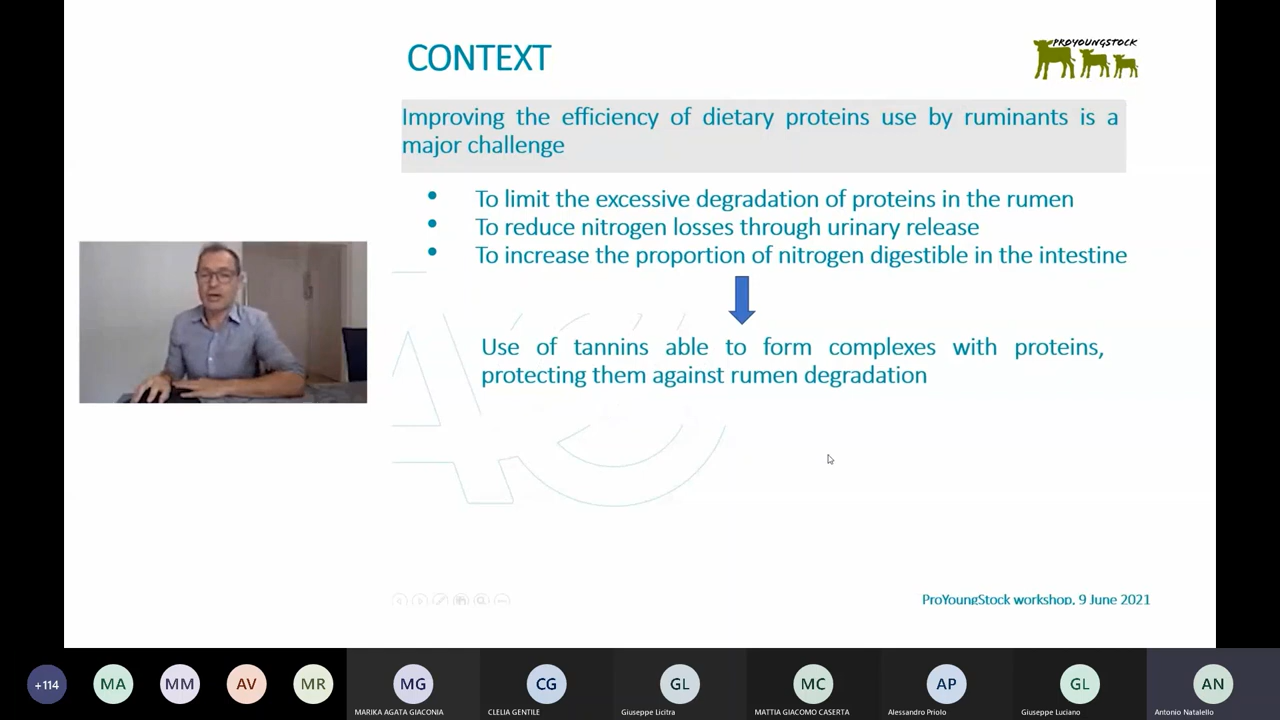 CONTEXT
PROYOUNGSTOCK
Improving the efficiency of dietary proteins use by ruminants is a
major challenge
• To limit the excessive degradation of proteins in the rumen
• To reduce nitrogen losses through urinary release
• To increase the proportion of nitrogen digestible in the intestine
Use of tannins able to form complexes with proteins,
protecting them against rumen degradation
ProYoungStock workshop, 9 June 2021
+114
MA
MM
AV
MR
MG
CG
GL
MC
AP
GL
AN
MARIKA AGATA GIACONIA
CLELIA GENTILE
Giuseppe Licitra
MATTIA GIACOMO CASERTA
Alessandro Priolo
Giuseppe Luciano
Antonio Natalello